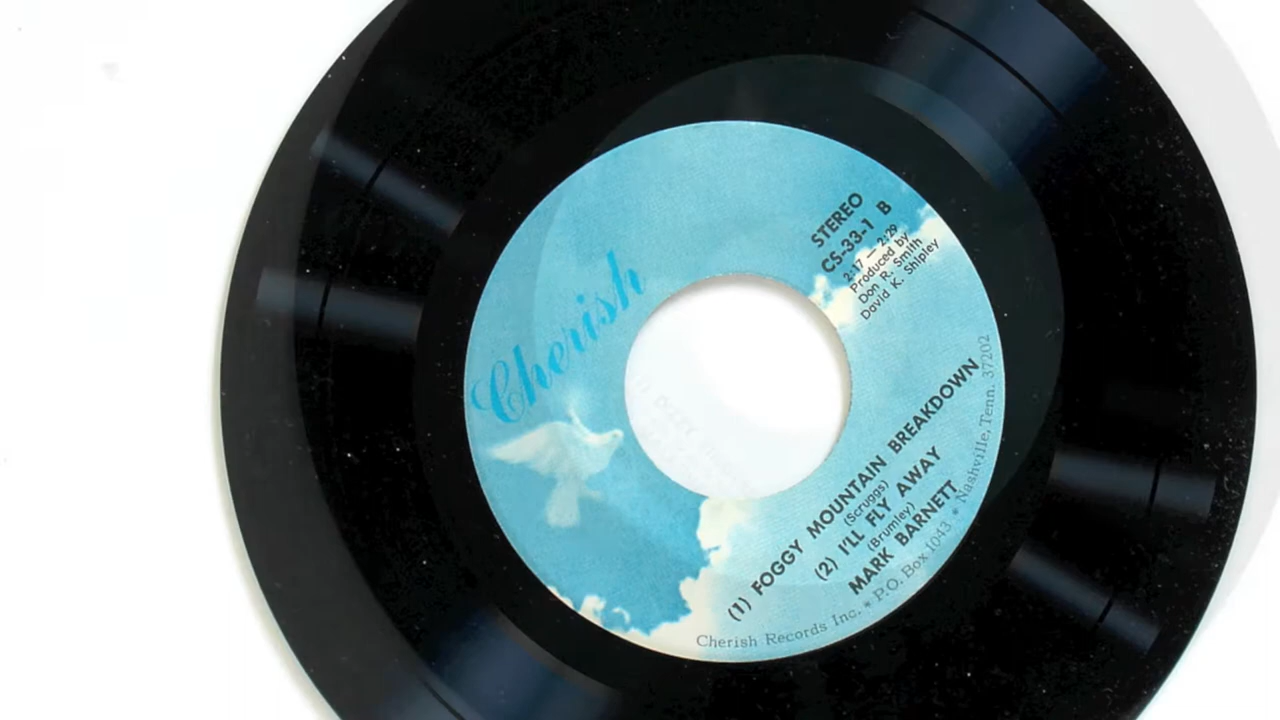 Cherish
STEREO
CS-33-1 B
2:17 — 2:29
Produced by
Don R. Smith
David K. Shipley
(1) FOGGY MOUNTAIN BREAKDOWN
(Scruggs)
(2) I'LL FLY AWAY
(Brumley)
MARK BARNETT
Cherish Records Inc. • P.O. Box 1043 • Nashville, Tenn. 37202